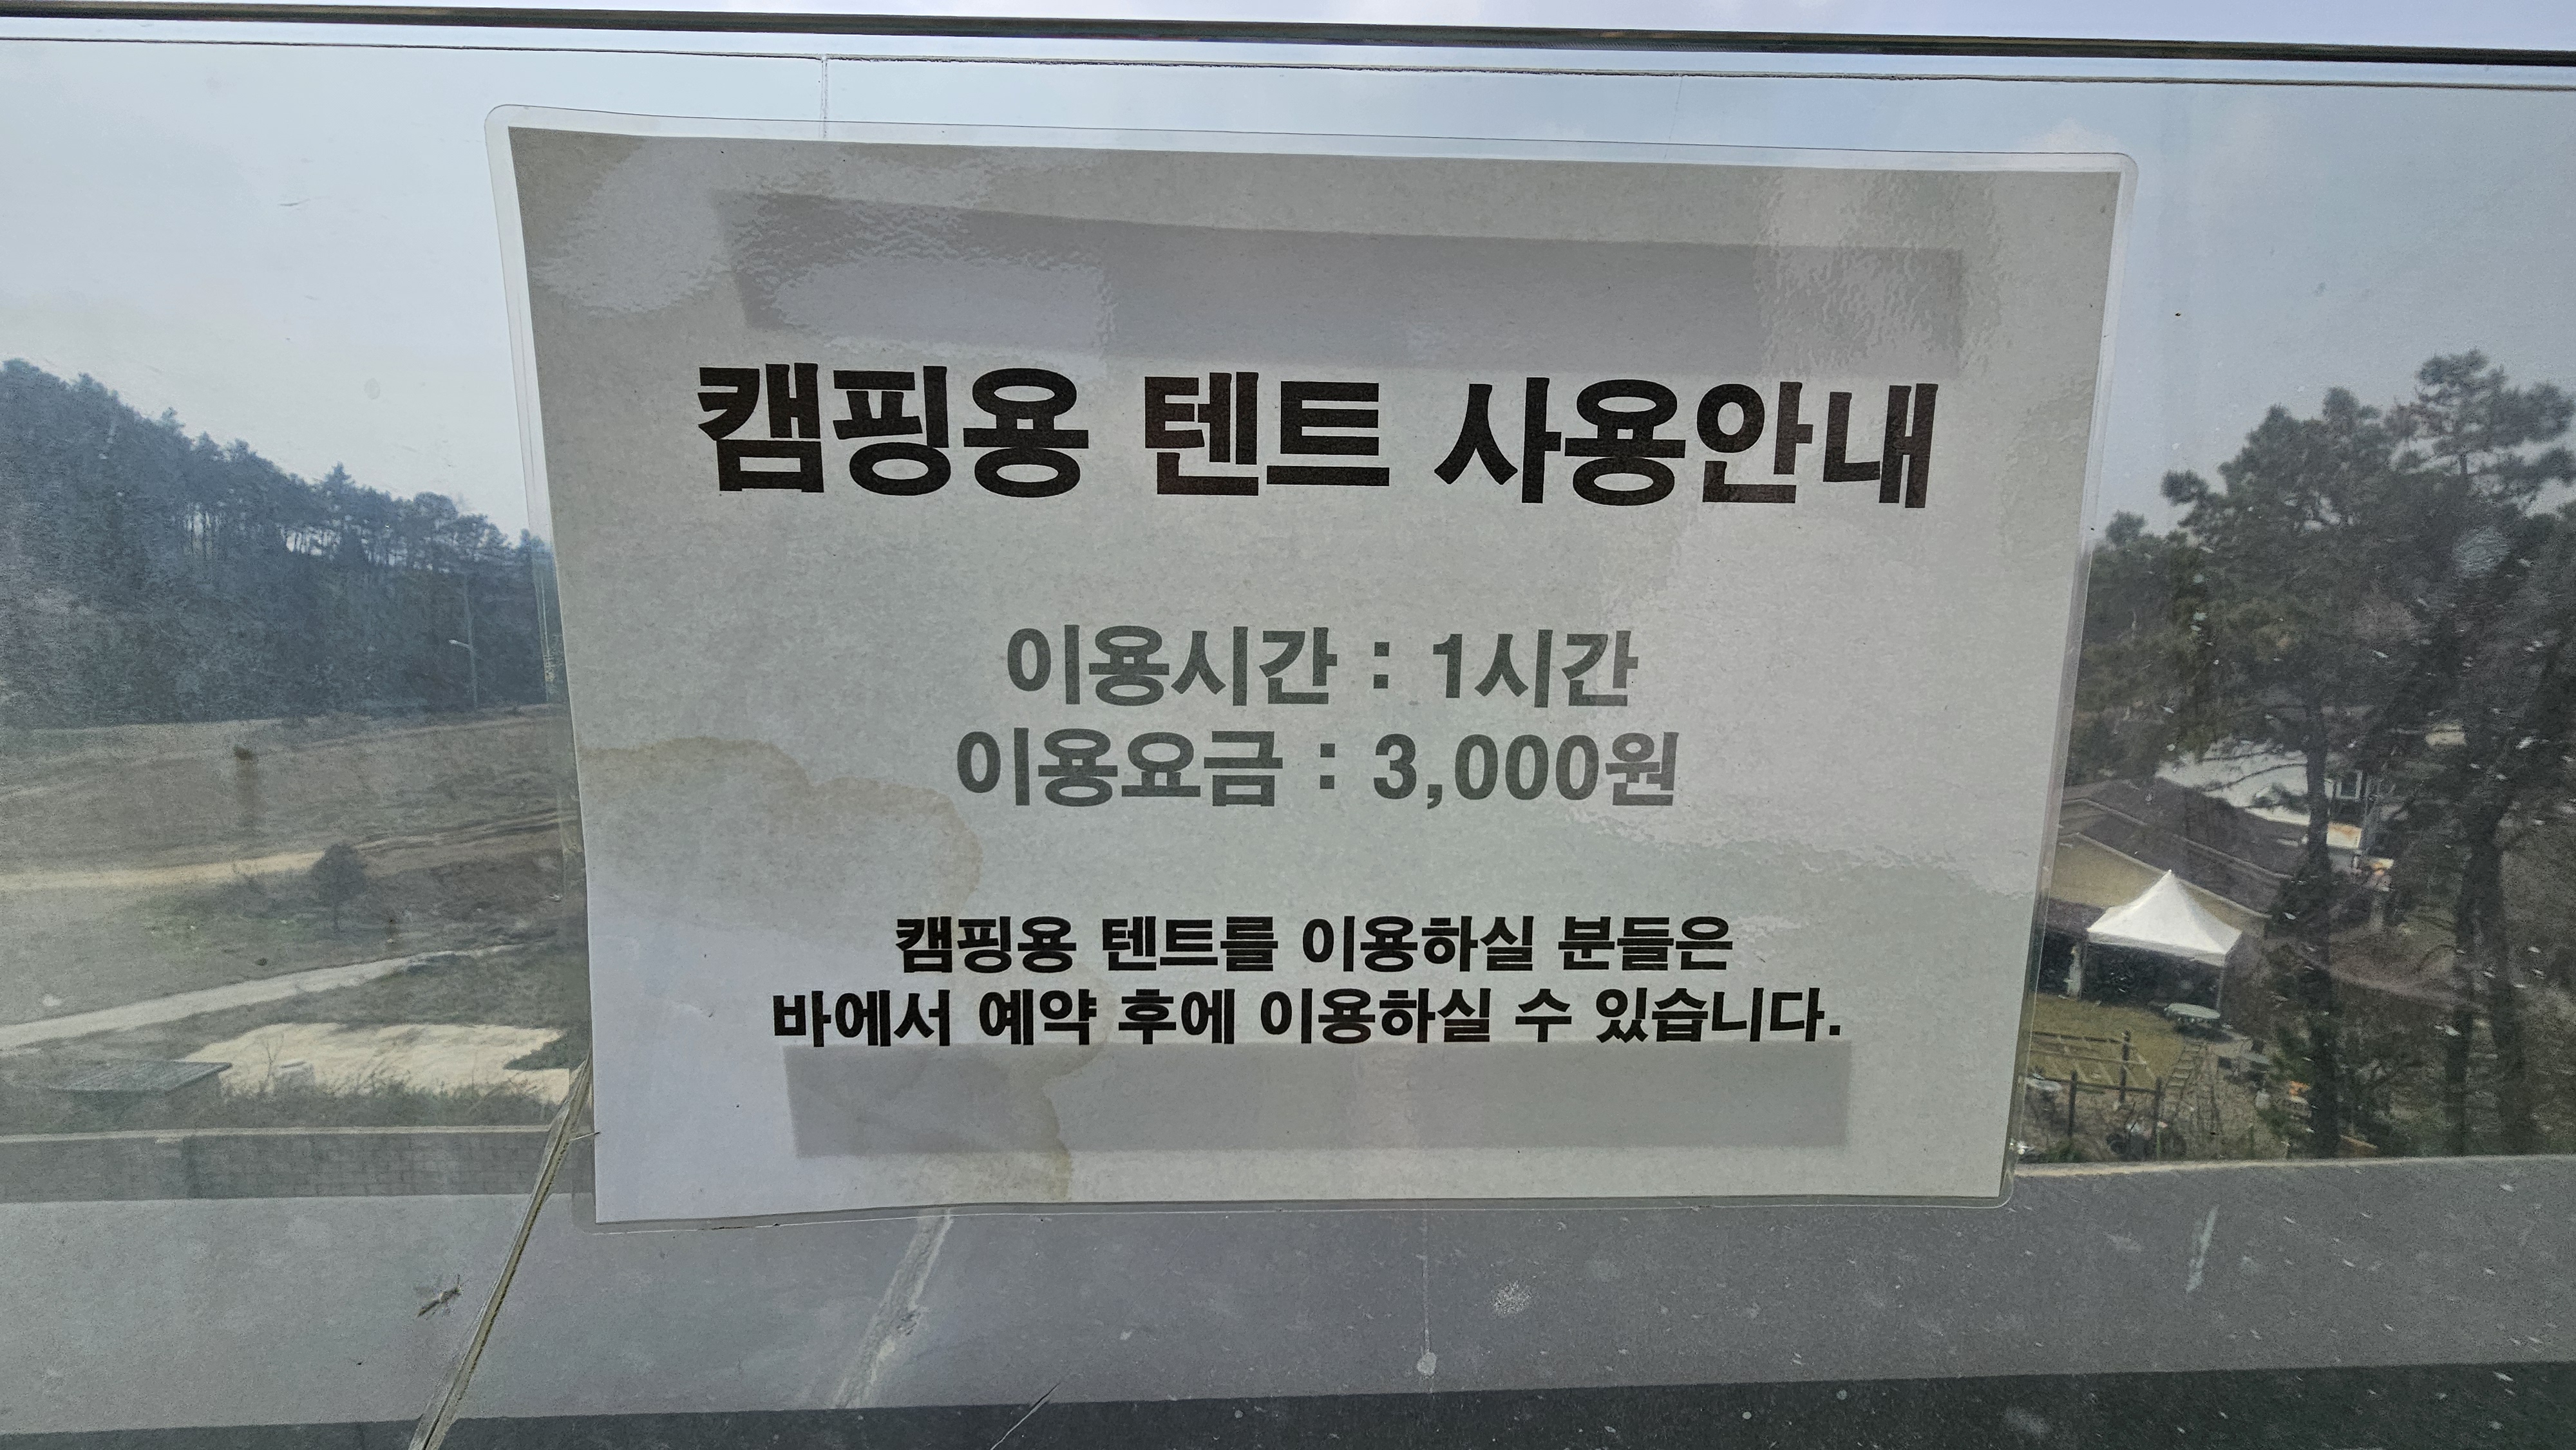 캠핑용 텐트 사용안내
이용시간 : 1시간
이용요금 : 3,000원
캠핑용 텐트를 이용하실 분들은
바에서 예약 후에 이용하실 수 있습니다.